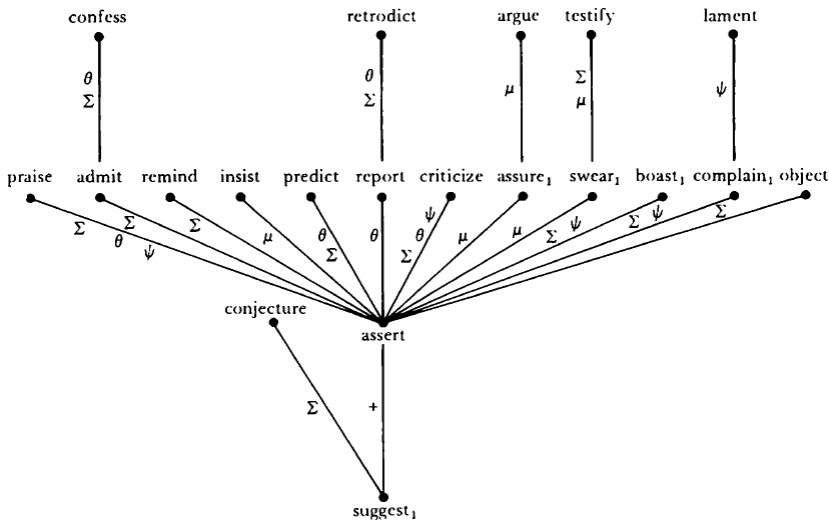 confess retrodict argue testify lament
θ θ Σ
Σ Σ μ μ ψ
praise admit remind insist predict report criticize assure₁ swear₁ boast₁ complain₁ object
Σ θ ψ Σ Σ μ θ Σ θ ψ θ Σ μ μ Σ ψ Σ ψ Σ
conjecture
assert
Σ +
suggest₁